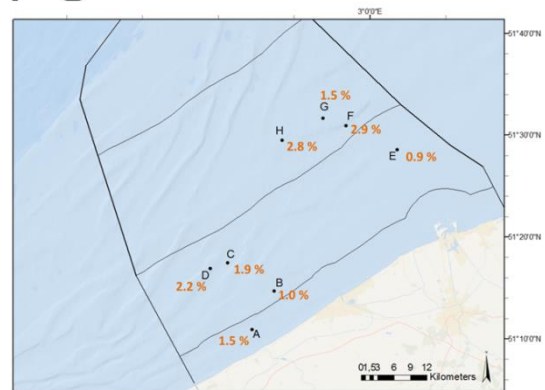 3°0'0"E
51°40'0"N
1.5 %
G
F
2.9 %
H
2.8 %
51°30'0"N
E
0.9 %
51°20'0"N
C
1.9 %
D
2.2 %
B
1.0 %
51°10'0"N
1.5 %
A
0 1,5 3 6 9 12
Kilometers